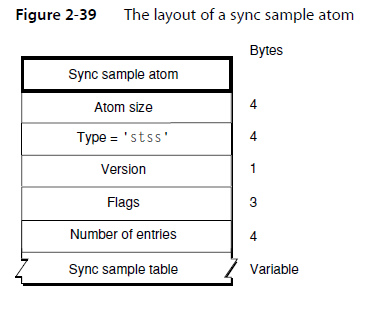 Figure 2-39 The layout of a sync sample atom
Bytes
Sync sample atom
Atom size 4
Type = 'stss' 4
Version 1
Flags 3
Number of entries 4
Sync sample table Variable